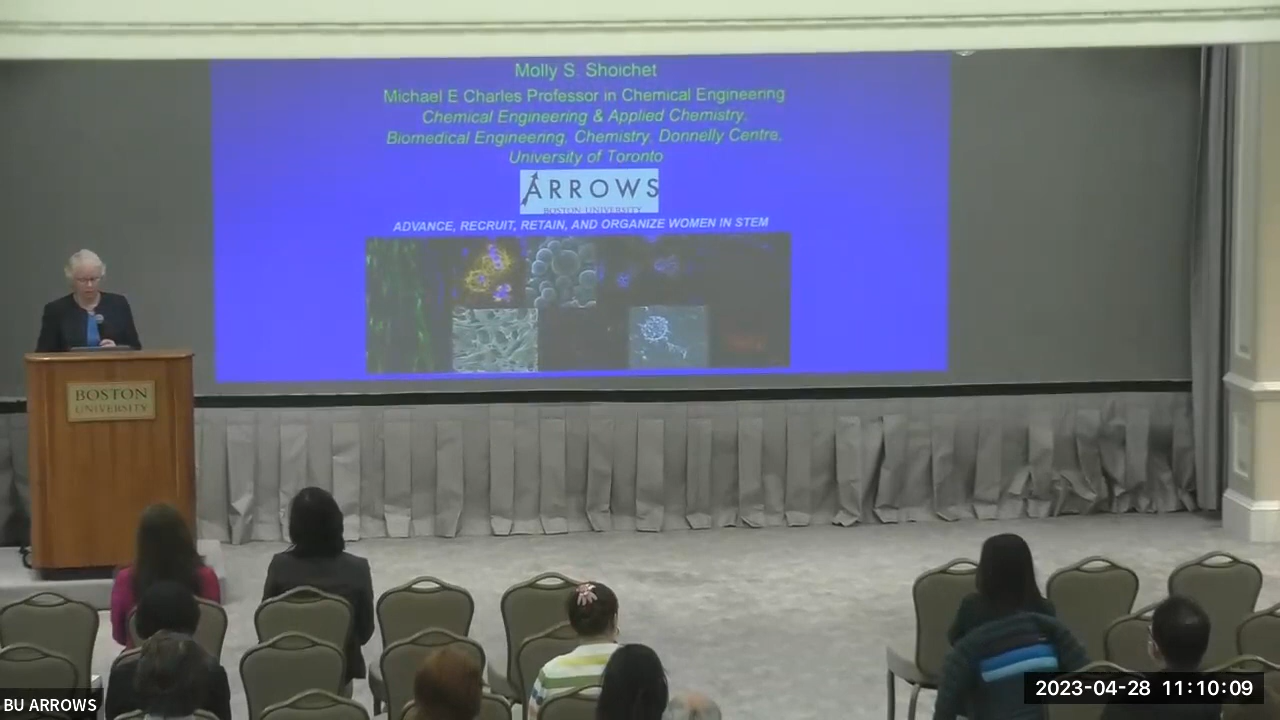 Molly S. Shoichet
Michael E Charles Professor in Chemical Engineering
Chemical Engineering & Applied Chemistry,
Biomedical Engineering, Chemistry, Donnelly Centre,
University of Toronto
ARROWS
BOSTON UNIVERSITY
ADVANCE, RECRUIT, RETAIN, AND ORGANIZE WOMEN IN STEM
BOSTON
UNIVERSITY
BU ARROWS
2023-04-28 11:10:09